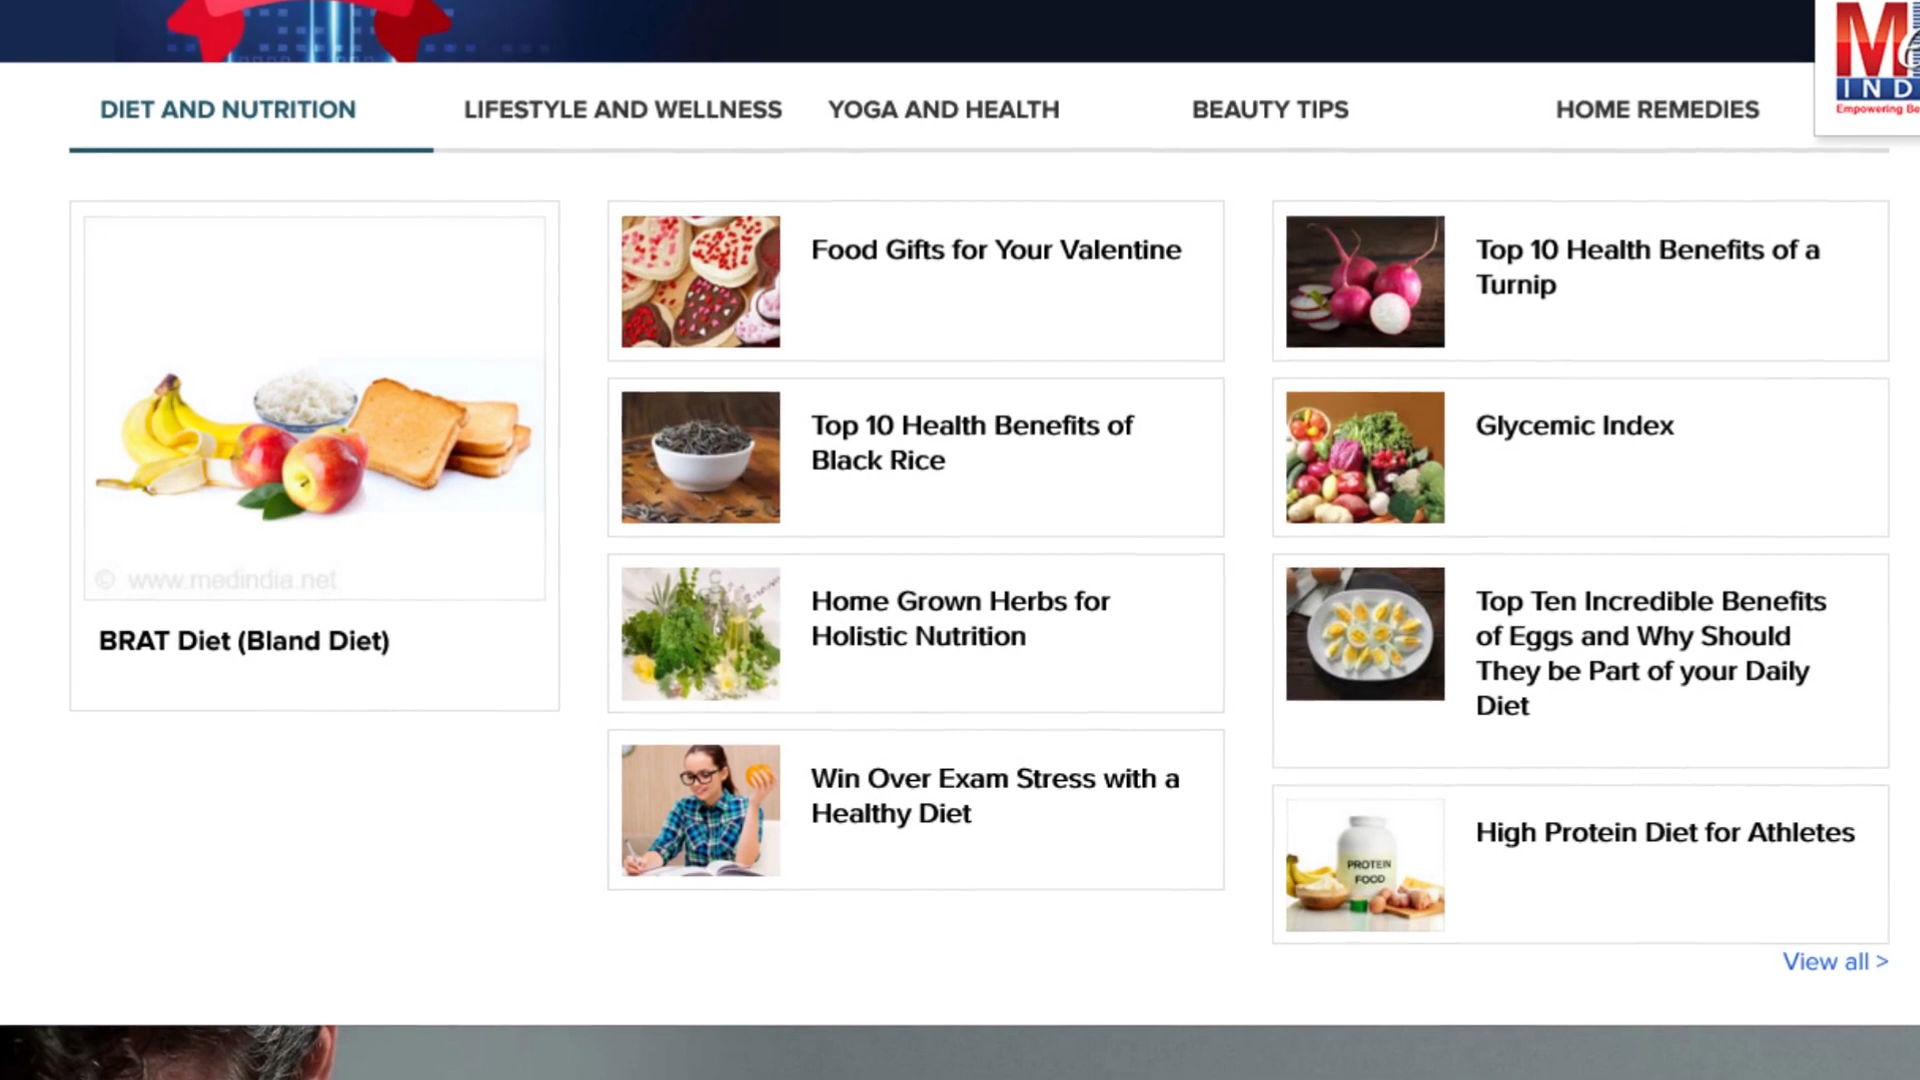 DIET AND NUTRITION
LIFESTYLE AND WELLNESS
YOGA AND HEALTH
BEAUTY TIPS
HOME REMEDIES
IND
Empowering Be
© www.medindia.net
BRAT Diet (Bland Diet)
Food Gifts for Your Valentine
Top 10 Health Benefits of
Black Rice
Home Grown Herbs for
Holistic Nutrition
Win Over Exam Stress with a
Healthy Diet
Top 10 Health Benefits of a
Turnip
Glycemic Index
Top Ten Incredible Benefits
of Eggs and Why Should
They be Part of your Daily
Diet
PROTEIN
FOOD
High Protein Diet for Athletes
View all >